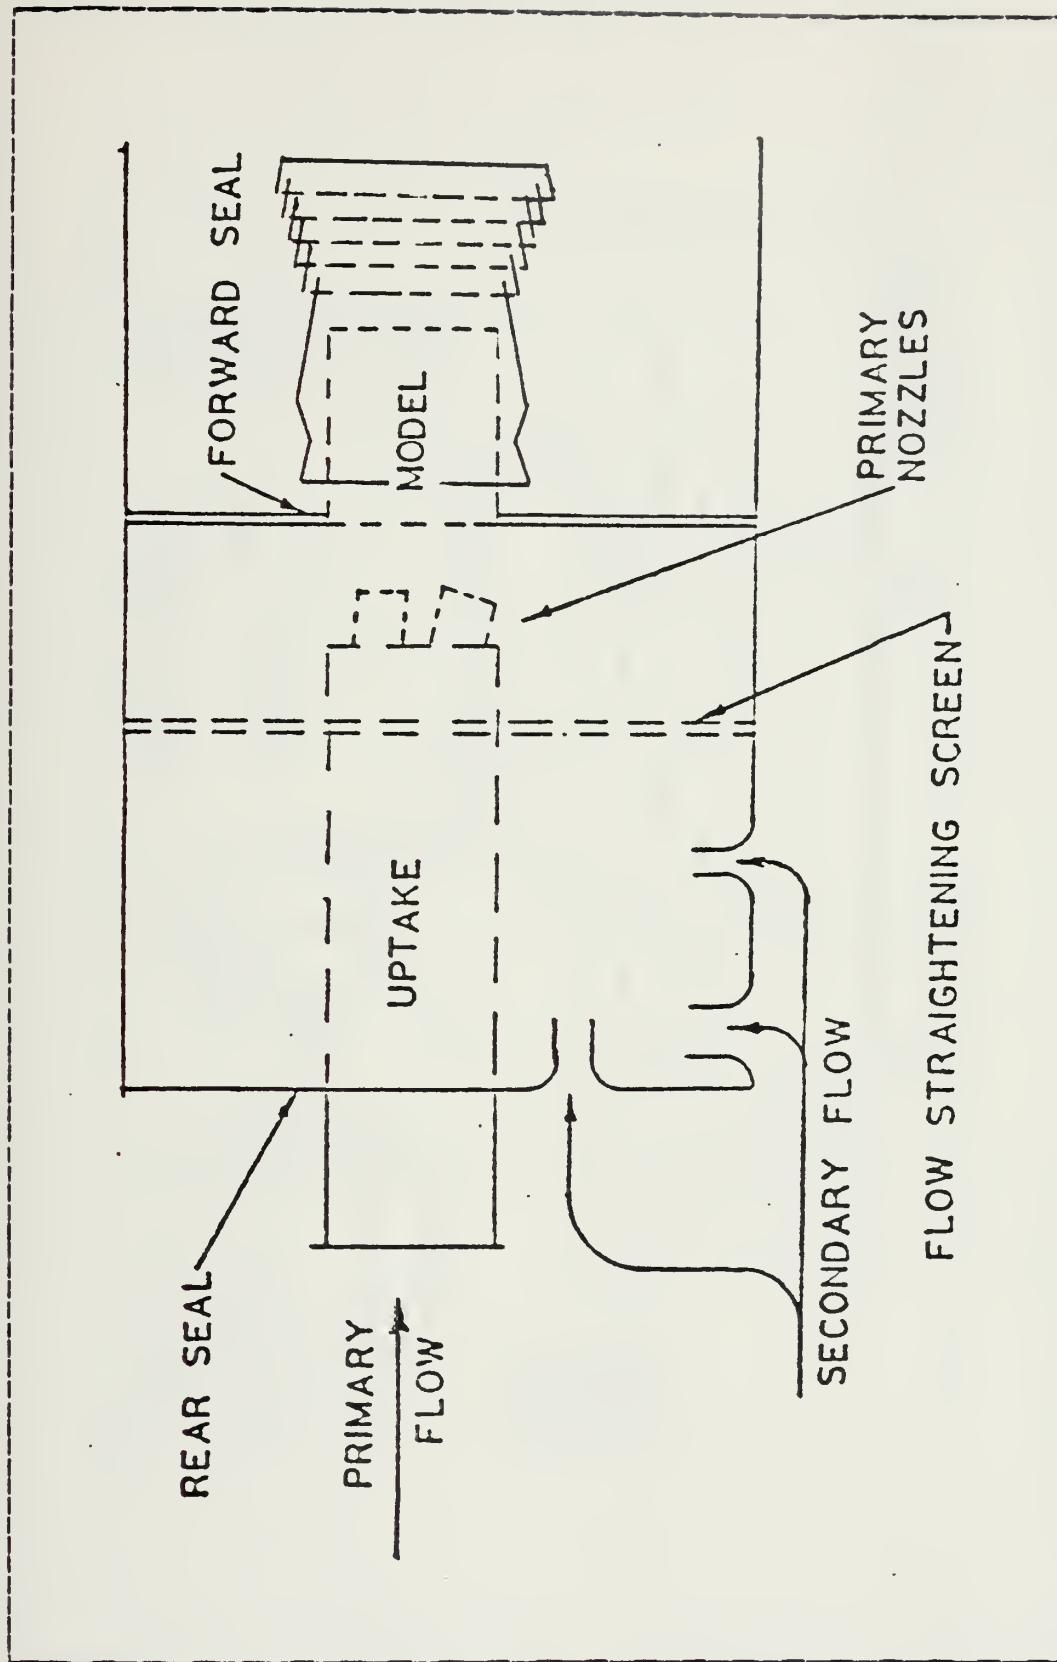 REAR SEAL
FORWARD SEAL
PRIMARY
FLOW
UPTAKE
MODEL
PRIMARY
NOZZLES
SECONDARY FLOW
FLOW STRAIGHTENING SCREEN